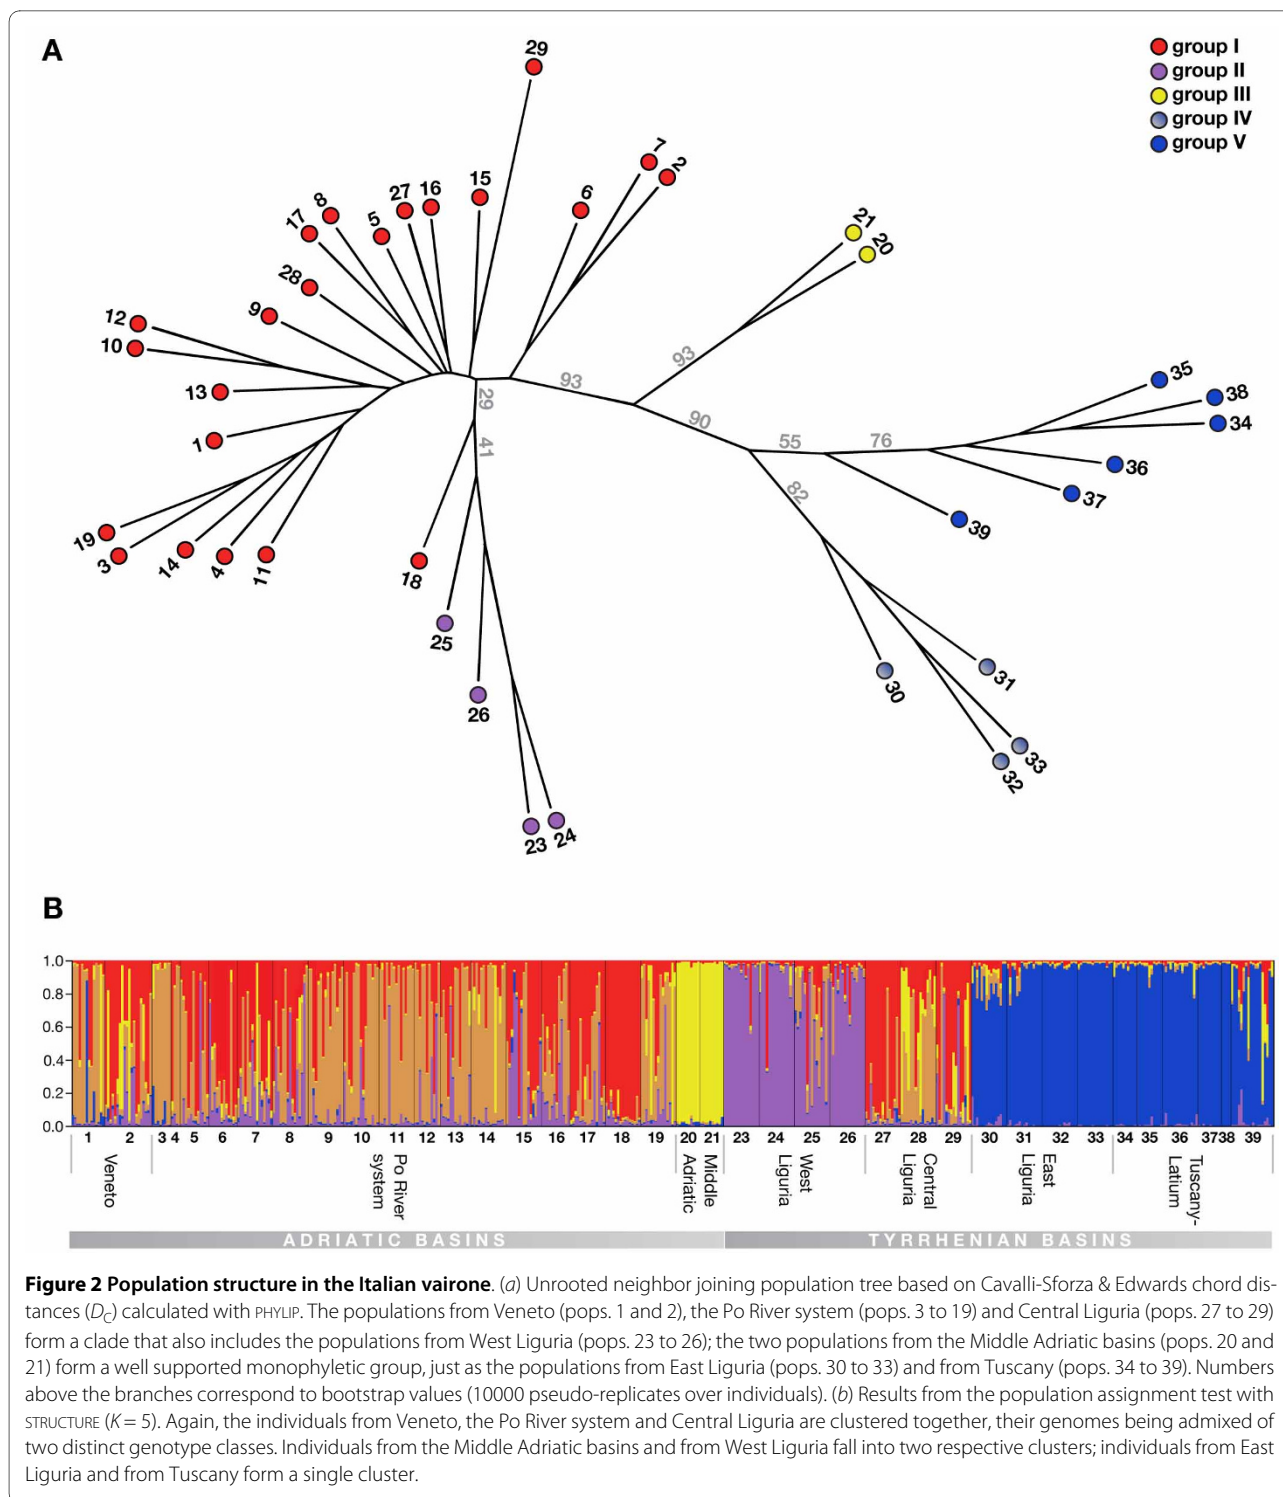 A
group I
group II
group III
group IV
group V
29
7
2
15
6
27
16
8
5
17
28
9
12
10
13
1
19
3
14
4
11
18
25
26
23
24
21
20
35
38
34
36
37
39
30
31
33
32
93
93
90
55
76
82
29
41
B
1.0
0.8
0.6
0.4
0.2
0.0
1 2 3 4 5 6 7 8 9 10 11 12 13 14 15 16 17 18 19 20 21 23 24 25 26 27 28 29 30 31 32 33 34 35 36 37 38 39
Veneto
Po River
system
Middle
Adriatic
West
Liguria
Central
Liguria
East
Liguria
Tuscany-
Latium
ADRIATIC BASINS
TYRRHENIAN BASINS
Figure 2 Population structure in the Italian vairone. (a) Unrooted neighbor joining population tree based on Cavalli-Sforza & Edwards chord dis-
tances (DC) calculated with PHYLIP. The populations from Veneto (pops. 1 and 2), the Po River system (pops. 3 to 19) and Central Liguria (pops. 27 to 29)
form a clade that also includes the populations from West Liguria (pops. 23 to 26); the two populations from the Middle Adriatic basins (pops. 20 and
21) form a well supported monophyletic group, just as the populations from East Liguria (pops. 30 to 33) and from Tuscany (pops. 34 to 39). Numbers
above the branches correspond to bootstrap values (10000 pseudo-replicates over individuals). (b) Results from the population assignment test with
STRUCTURE (K = 5). Again, the individuals from Veneto, the Po River system and Central Liguria are clustered together, their genomes being admixed of
two distinct genotype classes. Individuals from the Middle Adriatic basins and from West Liguria fall into two respective clusters; individuals from East
Liguria and from Tuscany form a single cluster.